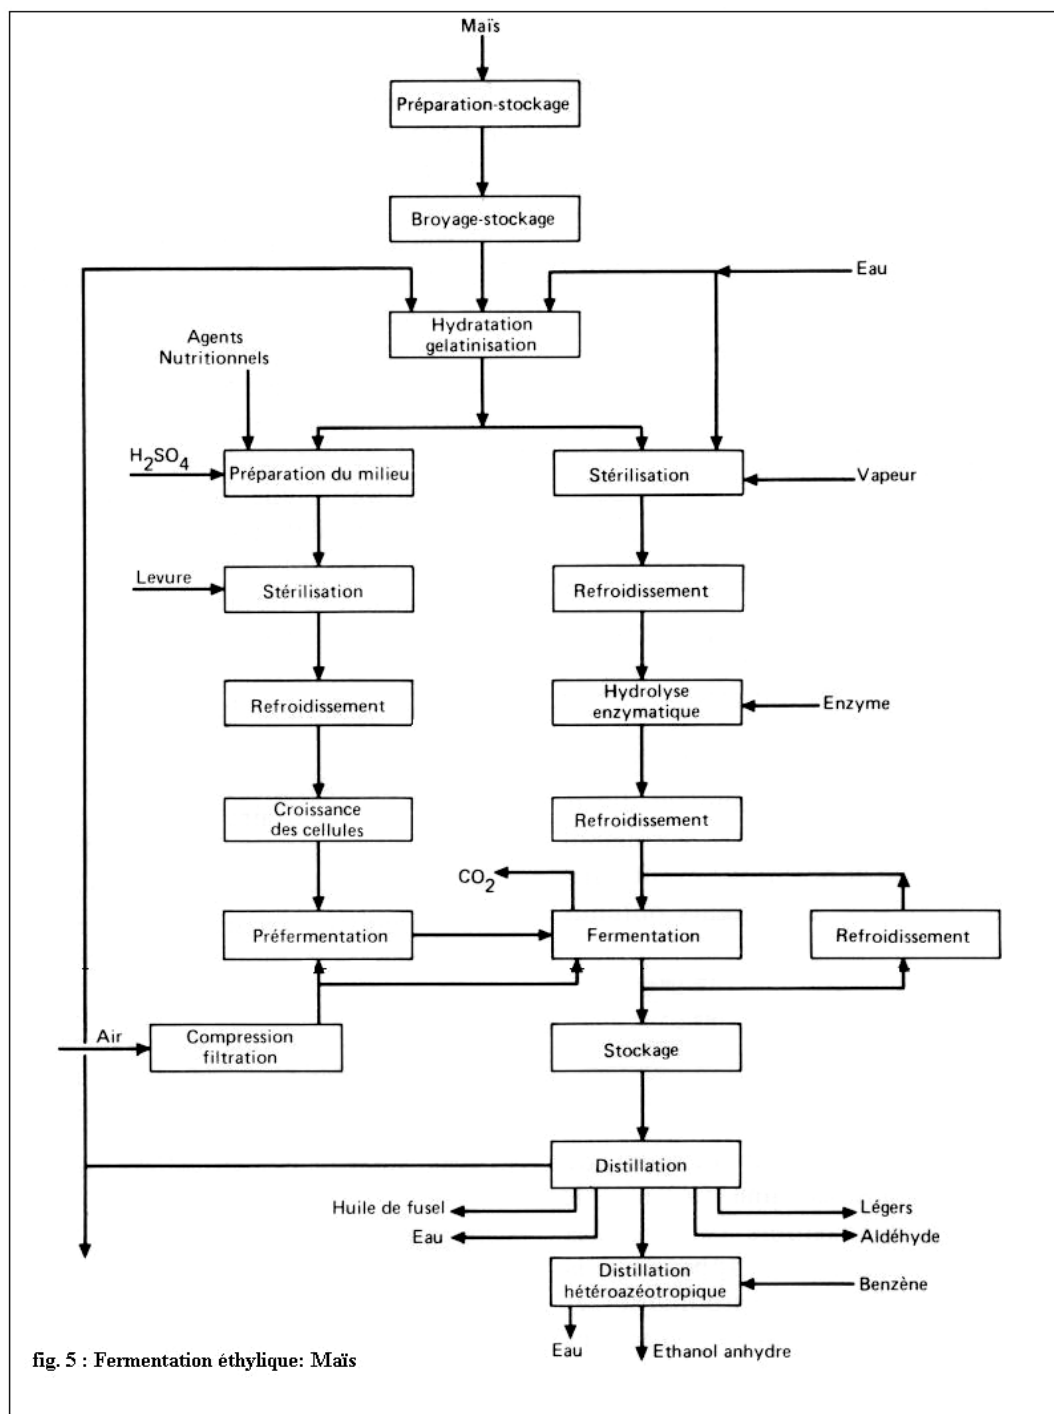 Maïs
Préparation-stockage
Broyage-stockage
Eau
Hydratation
gelatinisation
Agents
Nutritionnels
H2SO4
Préparation du milieu
Stérilisation
Vapeur
Levure
Stérilisation
Refroidissement
Refroidissement
Hydrolyse
enzymatique
Enzyme
Croissance
des cellules
Refroidissement
CO2
Préfermentation
Fermentation
Refroidissement
Air
Compression
filtration
Stockage
Distillation
Huile de fusel
Légers
Eau
Aldéhyde
Distillation
hétéroazéotropique
Benzène
Eau
Ethanol anhydre
fig. 5 : Fermentation éthylique: Maïs